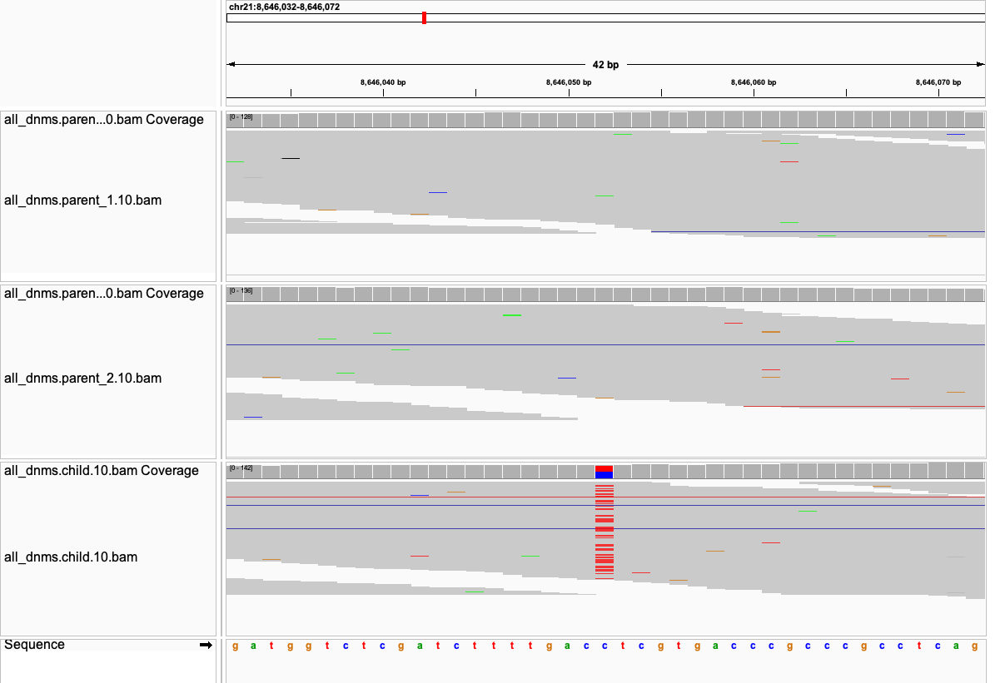 chr21:8,646,032-8,646,072
42 bp
8,646,040 bp 8,646,050 bp 8,646,060 bp 8,646,070 bp
all_dnms.paren...0.bam Coverage [0 - 128]
all_dnms.parent_1.10.bam
all_dnms.paren...0.bam Coverage [0 - 136]
all_dnms.parent_2.10.bam
all_dnms.child.10.bam Coverage [0 - 142]
all_dnms.child.10.bam
Sequence g a t g g t c t c g a t c t t t t g a c c t c g t g a c c c g c c c g c c t c a g